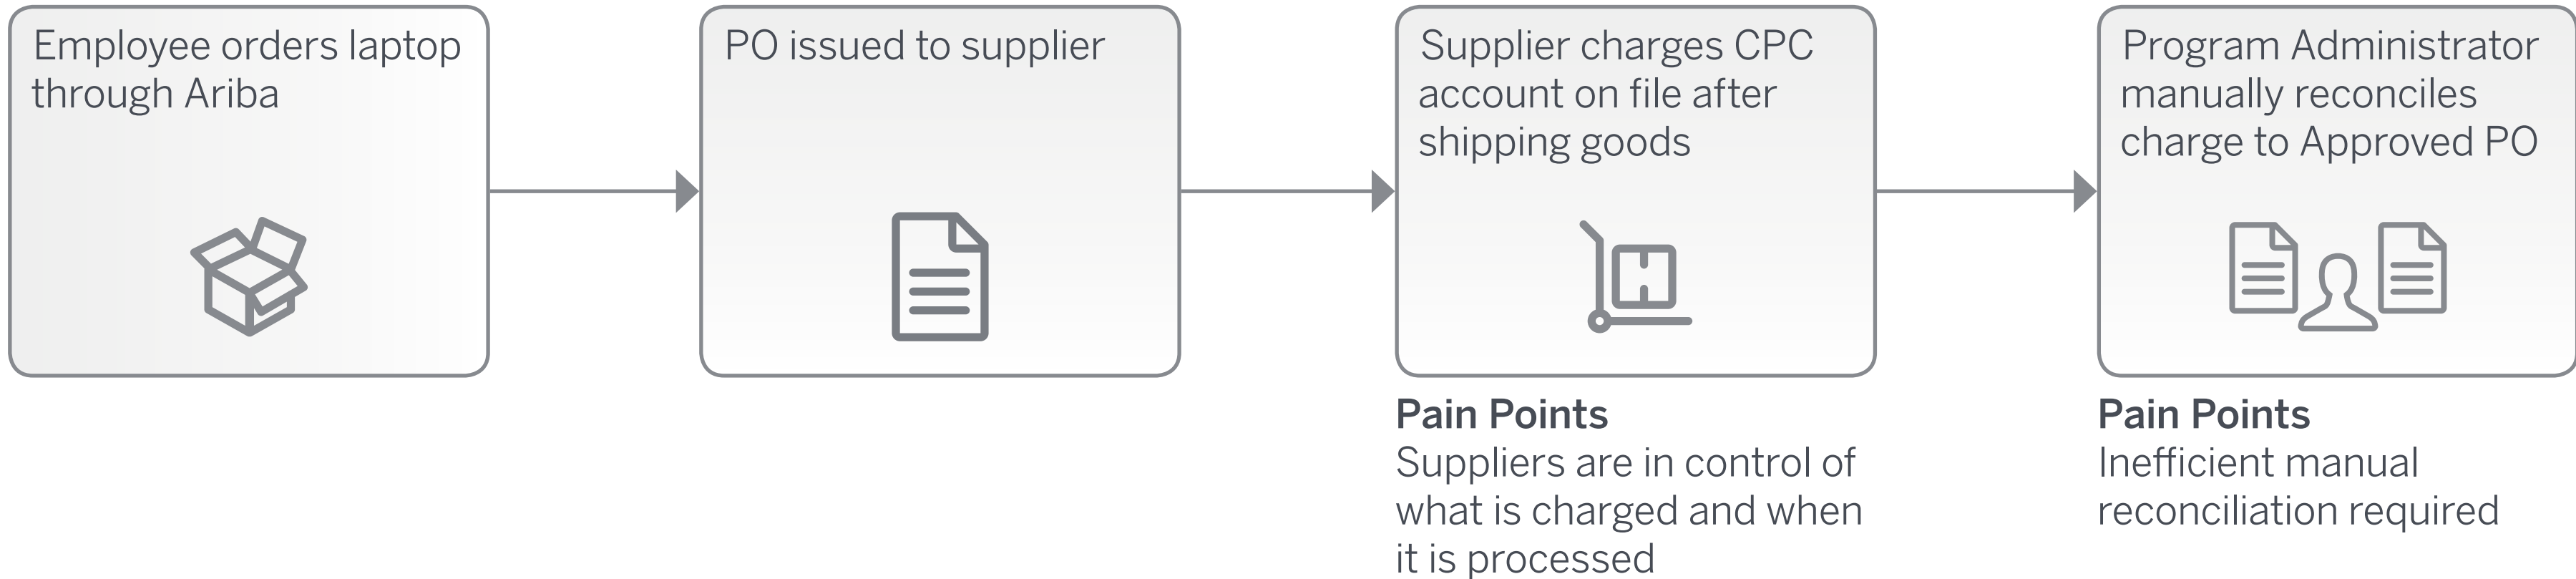 Employee orders laptop
through Ariba
PO issued to supplier
Supplier charges CPC
account on file after
shipping goods
Program Administrator
manually reconciles
charge to Approved PO
Pain Points
Suppliers are in control of
what is charged and when
it is processed
Pain Points
Inefficient manual
reconciliation required